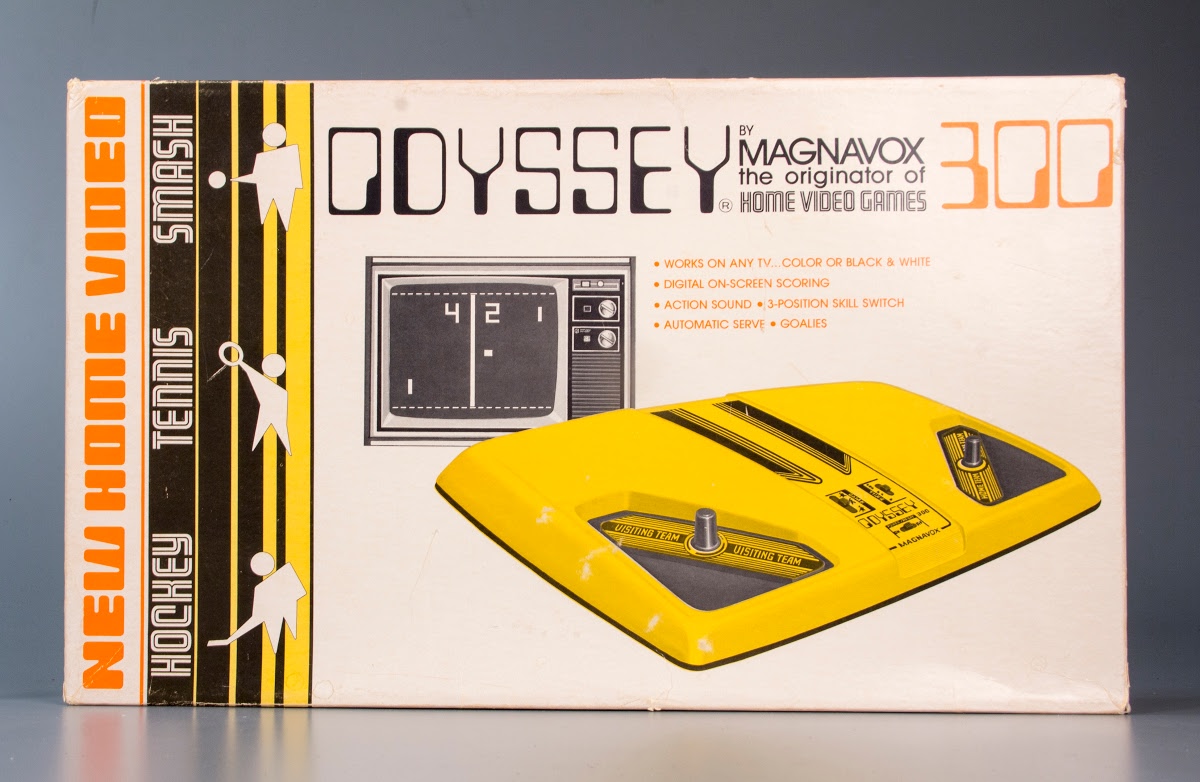 NEW HOME VIDEO
HOCKEY TENNIS SMASH
ODYSSEY
®
BY
MAGNAVOX
the originator of
HOME VIDEO GAMES
300
• WORKS ON ANY TV...COLOR OR BLACK & WHITE
• DIGITAL ON-SCREEN SCORING
• ACTION SOUND • 3-POSITION SKILL SWITCH
• AUTOMATIC SERVE • GOALIES
4 2
VISITING TEAM VISITING TEAM
ODYSSEY
300
MAGNAVOX